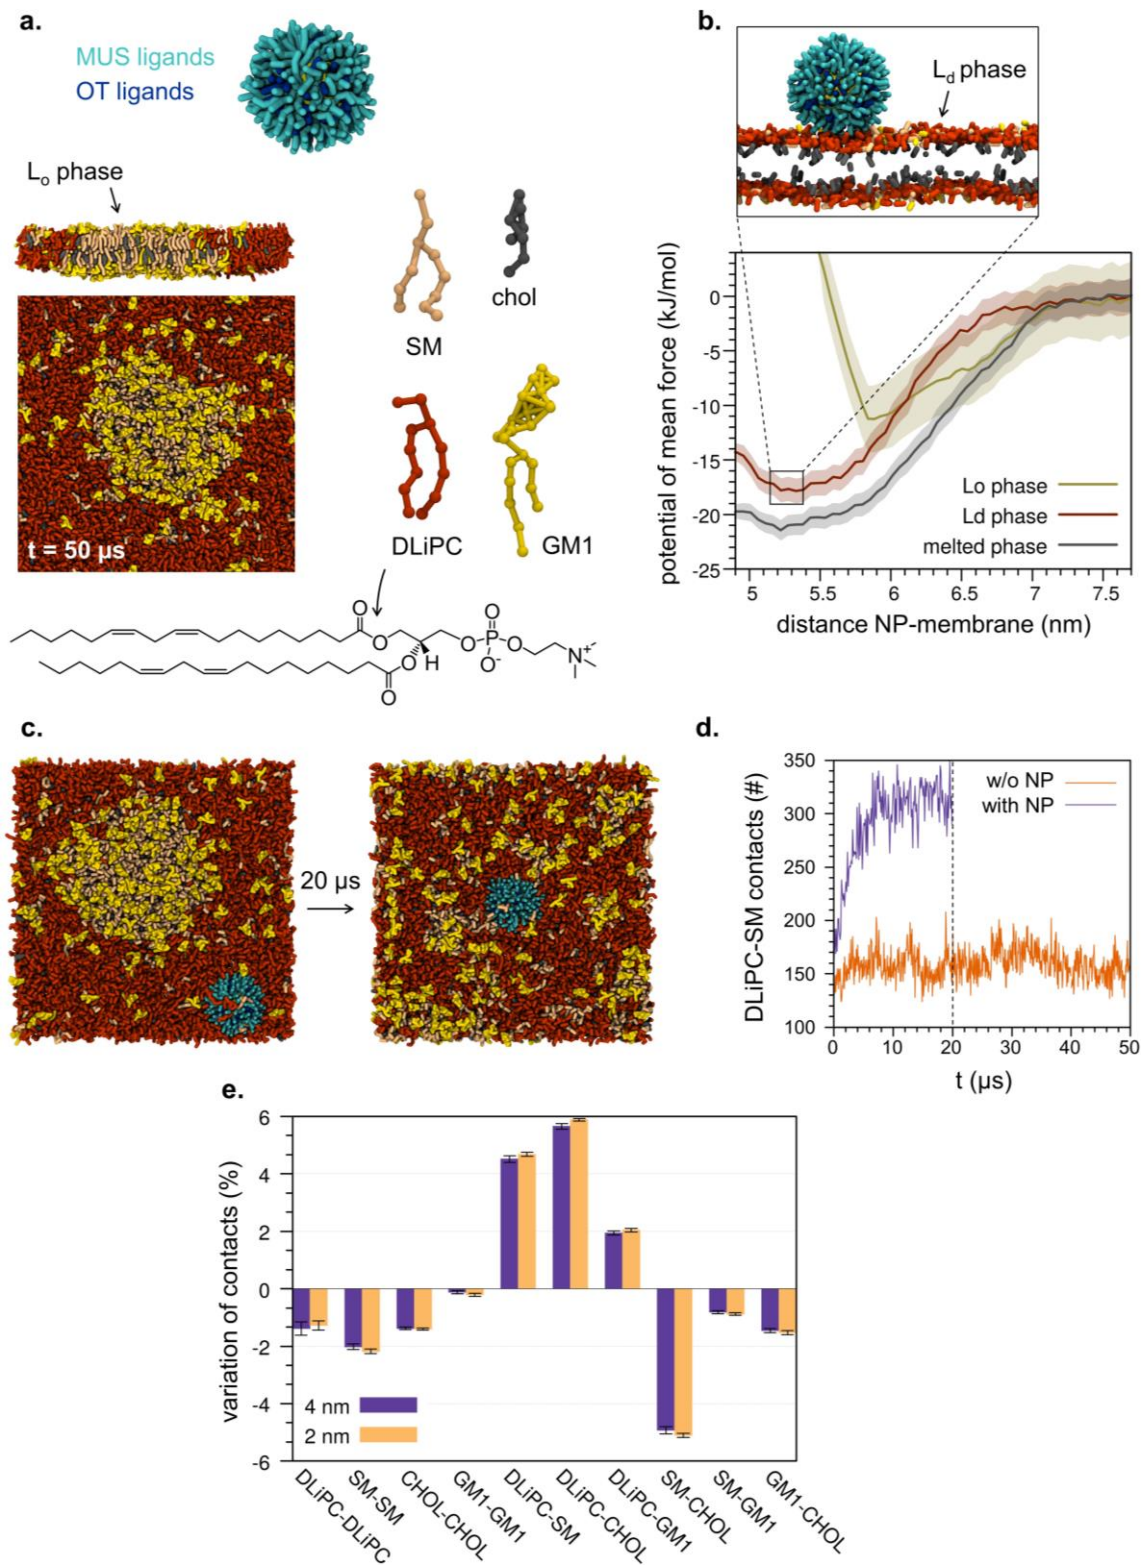 a.
MUS ligands
OT ligands
Lo phase
SM
chol
DLiPC
GM1
t = 50 µs
O
O
O
H
O
O
P
O
O-
O
N+
b.
Ld phase
potential of mean force (kJ/mol)
0
-5
-10
-15
-20
-25
Lo phase
Ld phase
melted phase
5
5.5
6
6.5
7
7.5
distance NP-membrane (nm)
c.
20 µs
d.
DLiPC-SM contacts (#)
350
300
250
200
150
100
w/o NP
with NP
0
10
20
30
40
50
t (µs)
e.
variation of contacts (%)
6
4
2
0
-2
-4
-6
4 nm
2 nm
DLiPC-DLiPC
SM-SM
CHOL-CHOL
GM1-GM1
DLiPC-SM
DLiPC-CHOL
DLiPC-GM1
SM-CHOL
SM-GM1
GM1-CHOL